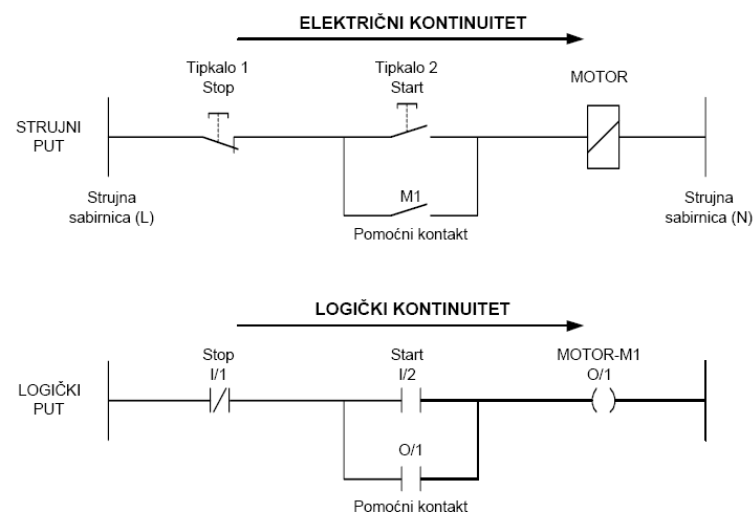 ELEKTRIČNI KONTINUITET
Tipkalo 1
Stop
Tipkalo 2
Start
MOTOR
STRUJNI
PUT
M1
Strujna
sabirnica (L)
Pomoćni kontakt
Strujna
sabirnica (N)
LOGIČKI KONTINUITET
Stop
I/1
Start
I/2
MOTOR-M1
O/1
LOGIČKI
PUT
O/1
Pomoćni kontakt